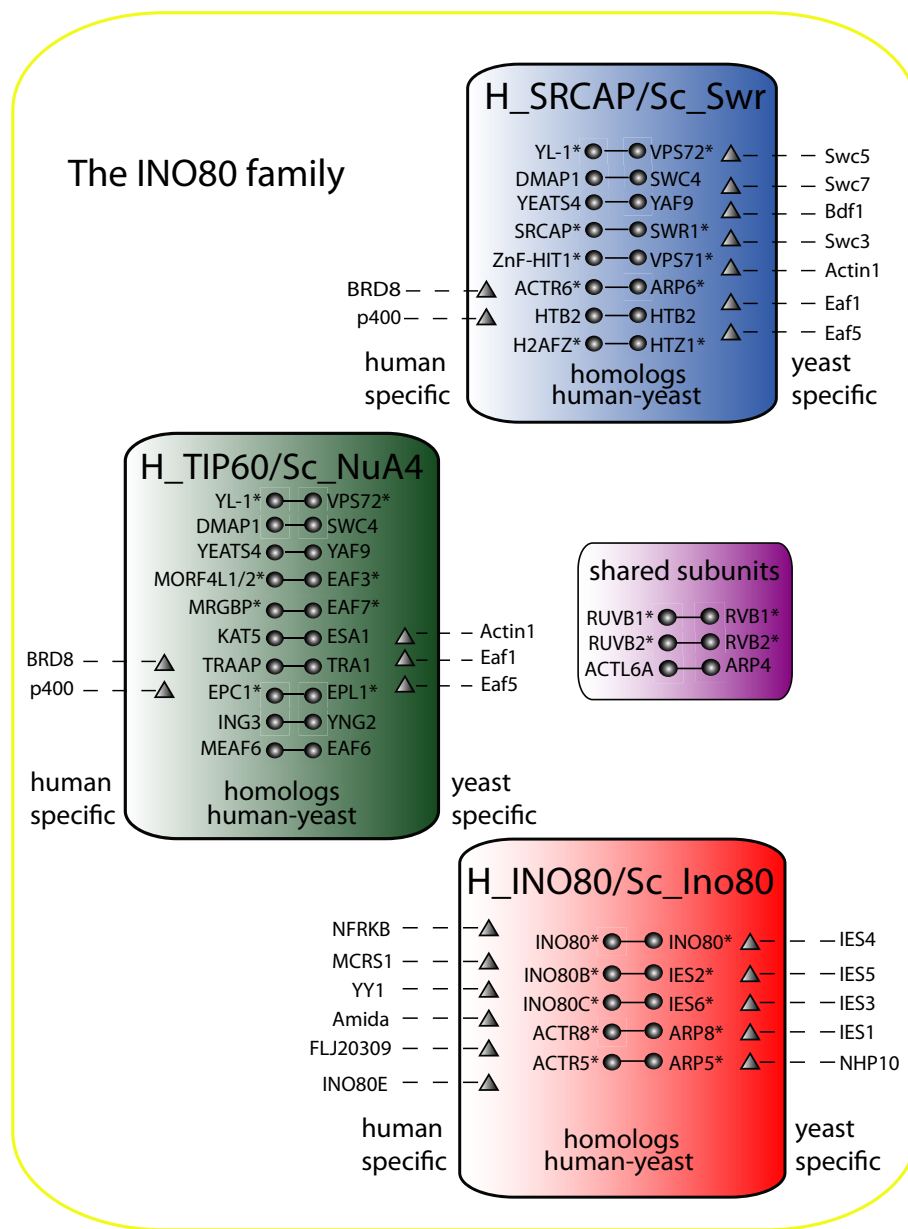 The INO80 family
H_SRCAP/Sc_Swr
YL-1* VPS72* Swc5
DMAP1 SWC4 Swc7
YEATS4 YAF9 Bdf1
SRCAP* SWR1* Swc3
ZnF-HIT1* VPS71* Actin1
BRD8 ACTR6* ARP6* Eaf1
p400 HTB2 HTB2 Eaf5
H2AFZ* HTZ1*
human specific
homologs human-yeast
yeast specific
H_TIP60/Sc_NuA4
YL-1* VPS72*
DMAP1 SWC4
YEATS4 YAF9
MORF4L1/2* EAF3*
MRGBP* EAF7*
KAT5 ESA1 Actin1
BRD8 TRAAP TRA1 Eaf1
p400 EPC1* EPL1* Eaf5
ING3 YNG2
MEAF6 EAF6
human specific
homologs human-yeast
yeast specific
shared subunits
RUVB1* RVB1*
RUVB2* RVB2*
ACTL6A ARP4
H_INO80/Sc_Ino80
NFRKB INO80* INO80* IES4
MCRS1 INO80B* IES2* IES5
YY1 INO80C* IES6* IES3
Amida ACTR8* ARP8* IES1
FLJ20309 ACTR5* ARP5* NHP10
INO80E
human specific
homologs human-yeast
yeast specific